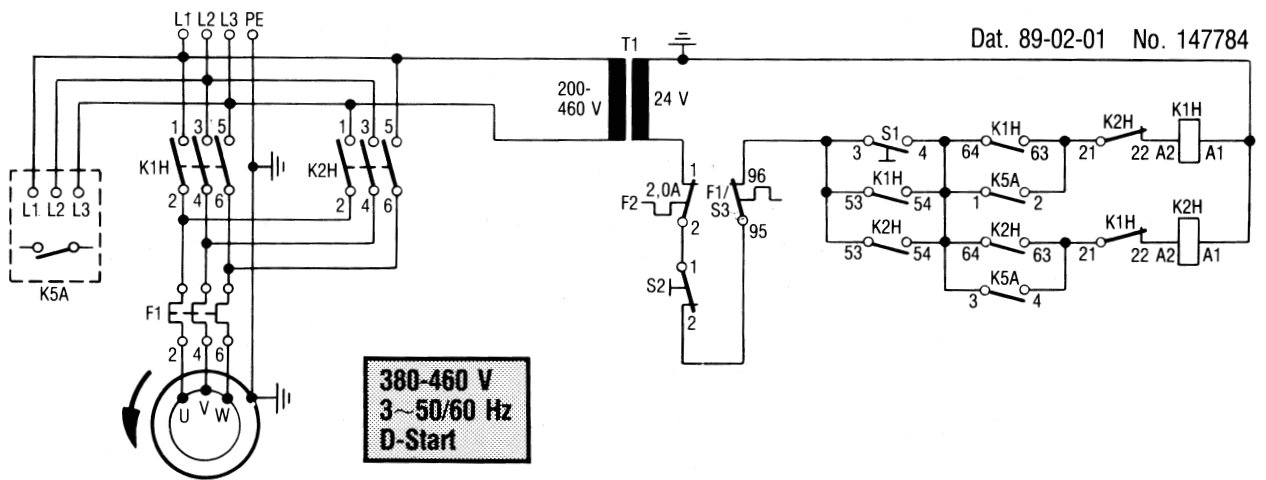 L1 L2 L3 PE
T1
Dat. 89-02-01 No. 147784
200-
460 V
24 V
1 3 5
K1H
2 4 6
1 3 5
K2H
2 4 6
L1 L2 L3
K5A
F1
2 4 6
U V W
380-460 V
3~50/60 Hz
D-Start
1
2,0A
F2
2
96
F1/
S3
95
1
S2
2
S1
3 4
K1H
64 63
K2H
21 22
K1H
A2 A1
K1H
53 54
K5A
1 2
K2H
53 54
K2H
64 63
K1H
21 22
K2H
A2 A1
K5A
3 4